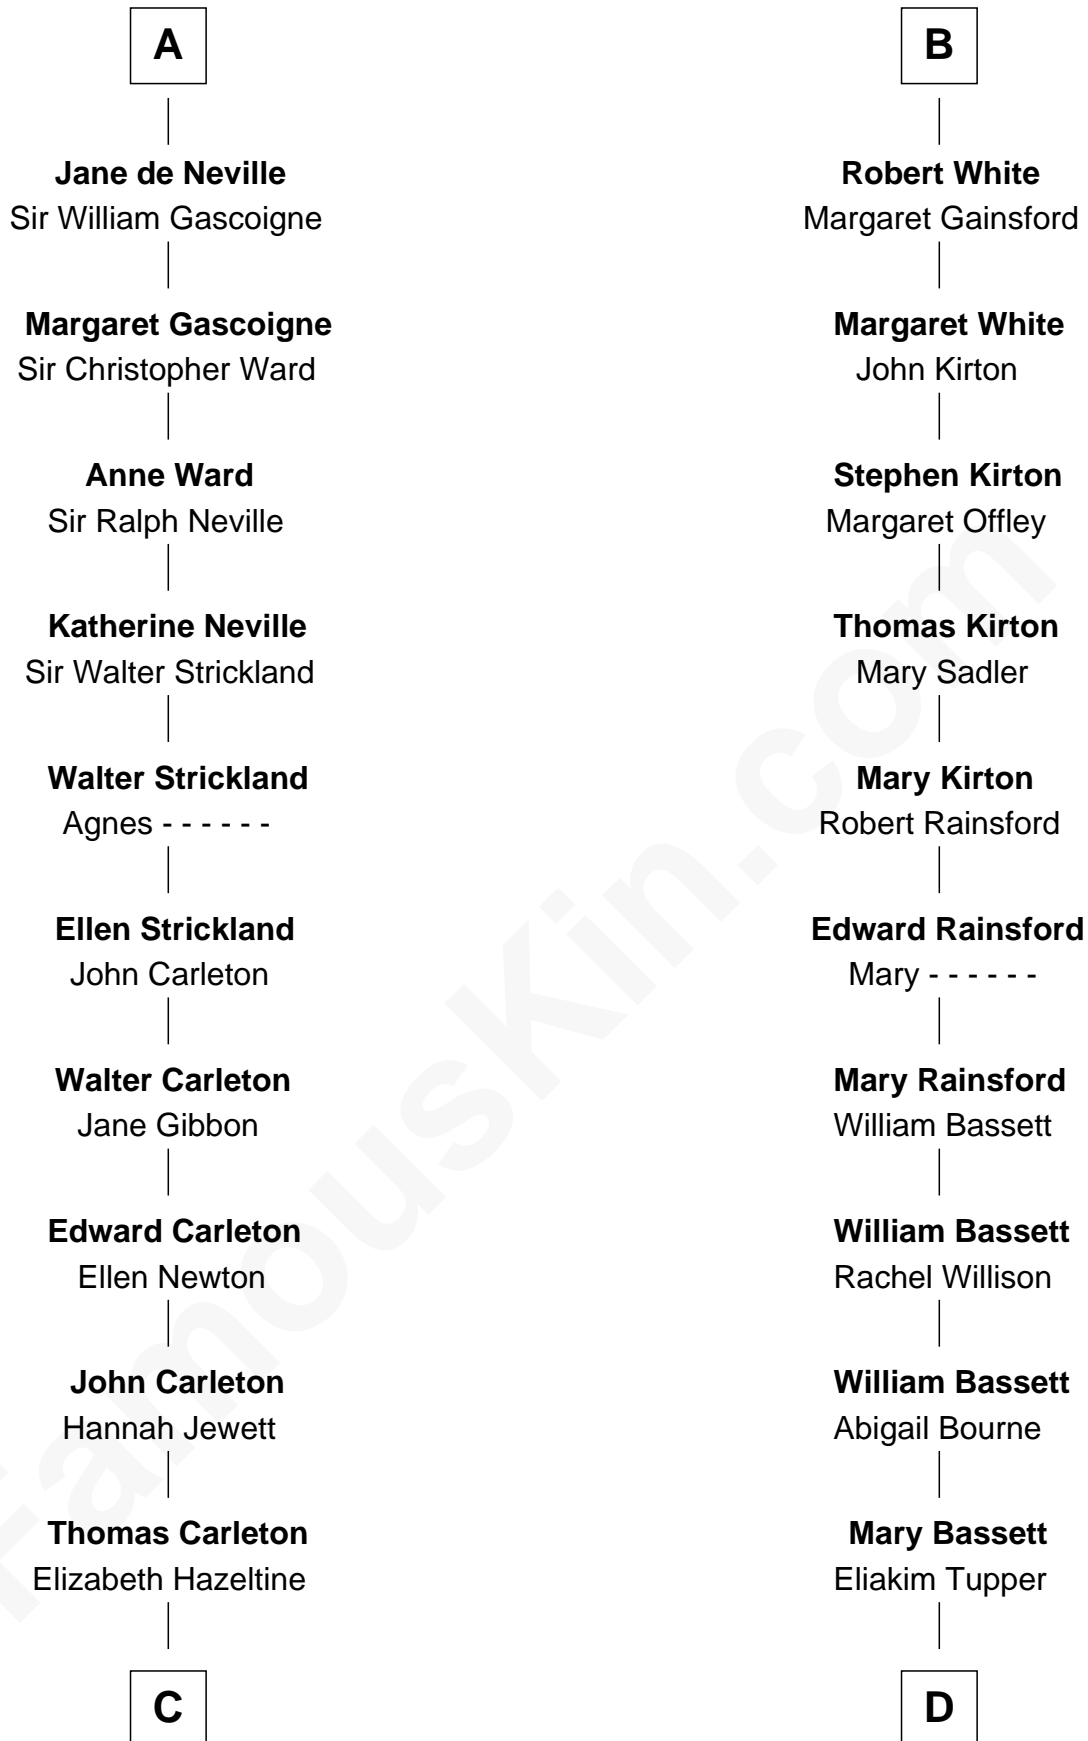 A
Jane de Neville
Sir William Gascoigne
Margaret Gascoigne
Sir Christopher Ward
Anne Ward
Sir Ralph Neville
Katherine Neville
Sir Walter Strickland
Walter Strickland
Agnes - - - - - -
Ellen Strickland
John Carleton
Walter Carleton
Jane Gibbon
Edward Carleton
Ellen Newton
John Carleton
Hannah Jewett
Thomas Carleton
Elizabeth Hazeltine
C
B
Robert White
Margaret Gainsford
Margaret White
John Kirton
Stephen Kirton
Margaret Offley
Thomas Kirton
Mary Sadler
Mary Kirton
Robert Rainsford
Edward Rainsford
Mary - - - - - -
Mary Rainsford
William Bassett
William Bassett
Rachel Willison
William Bassett
Abigail Bourne
Mary Bassett
Eliakim Tupper
D
FamousKin.com